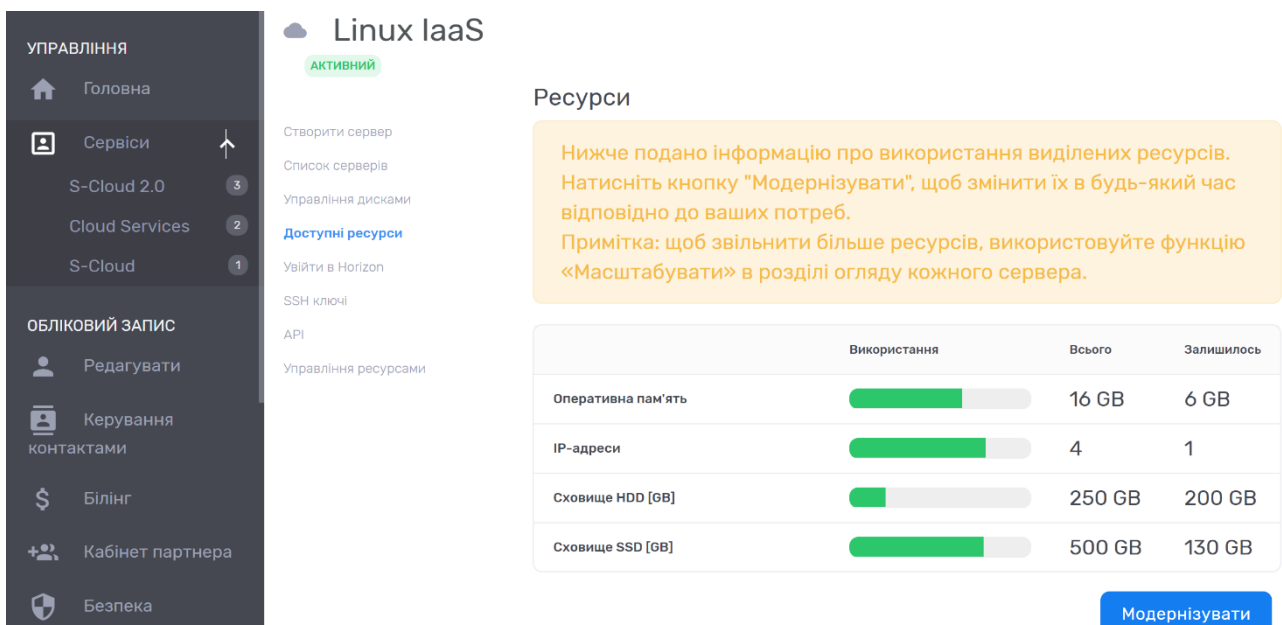 УПРАВЛІННЯ
Головна
Сервіси
S-Cloud 2.0 3
Cloud Services 2
S-Cloud 1
ОБЛІКОВИЙ ЗАПИС
Редагувати
Керування
контактами
Білінг
Кабінет партнера
Безпека
Linux IaaS
АКТИВНИЙ
Створити сервер
Список серверів
Управління дисками
Доступні ресурси
Увійти в Horizon
SSH ключі
API
Управління ресурсами
Ресурси
Нижче подано інформацію про використання виділених ресурсів.
Натисніть кнопку "Модернізувати", щоб змінити їх в будь-який час
відповідно до ваших потреб.
Примітка: щоб звільнити більше ресурсів, використовуйте функцію
«Масштабувати» в розділі огляду кожного сервера.
Використання Всього Залишилось
Оперативна пам'ять 16 GB 6 GB
IP-адреси 4 1
Сховище HDD [GB] 250 GB 200 GB
Сховище SSD [GB] 500 GB 130 GB
Модернізувати